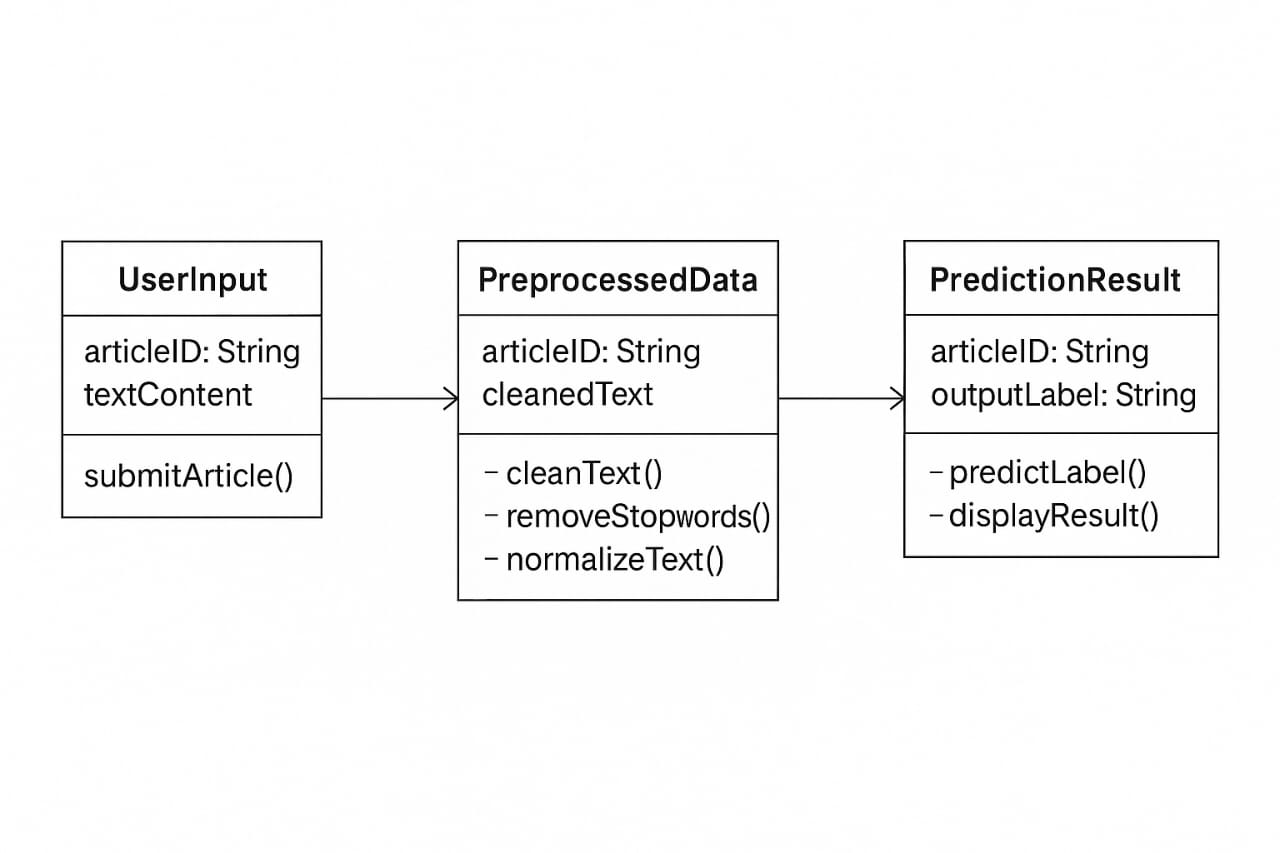 UserInput
articleID: String
textContent
submitArticle()
PreprocessedData
articleID: String
cleanedText
– cleanText()
– removeStopwords()
– normalizeText()
PredictionResult
articleID: String
outputLabel: String
– predictLabel()
– displayResult()